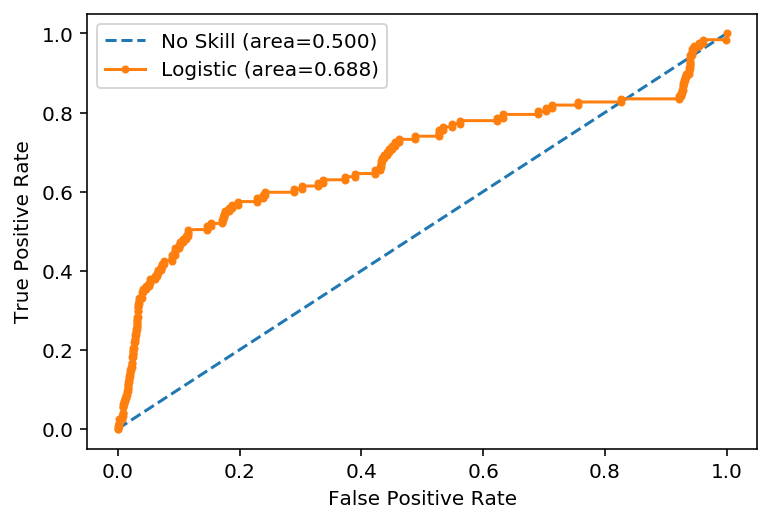 No Skill (area=0.500)
Logistic (area=0.688)
1.0
0.8
0.6
0.4
0.2
0.0
True Positive Rate
0.0 0.2 0.4 0.6 0.8 1.0
False Positive Rate